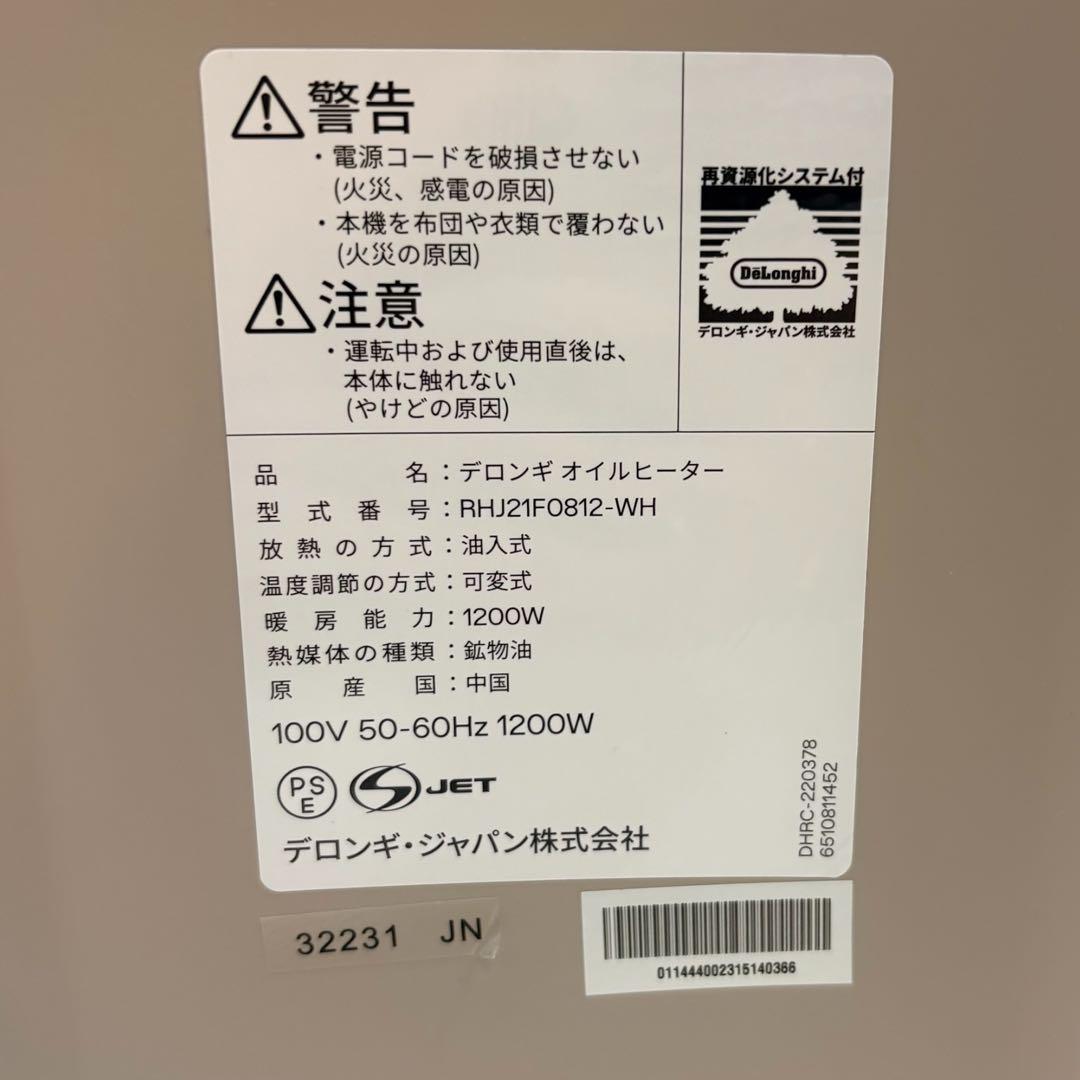 警告
・電源コードを破損させない
(火災、感電の原因)
・本機を布団や衣類で覆わない
(火災の原因)
注意
・運転中および使用直後は、
本体に触れない
(やけどの原因)
再資源化システム付
DeLonghi
デロンギ・ジャパン株式会社
品名：デロンギ オイルヒーター
型式番号：RHJ21F0812-WH
放熱の方式：油入式
温度調節の方式：可変式
暖房能力：1200W
熱媒体の種類：鉱物油
原産国：中国
100V 50-60Hz 1200W
PSE
S JET
デロンギ・ジャパン株式会社
DHRC-220378
6510811452
32231 JN
011444002315140366